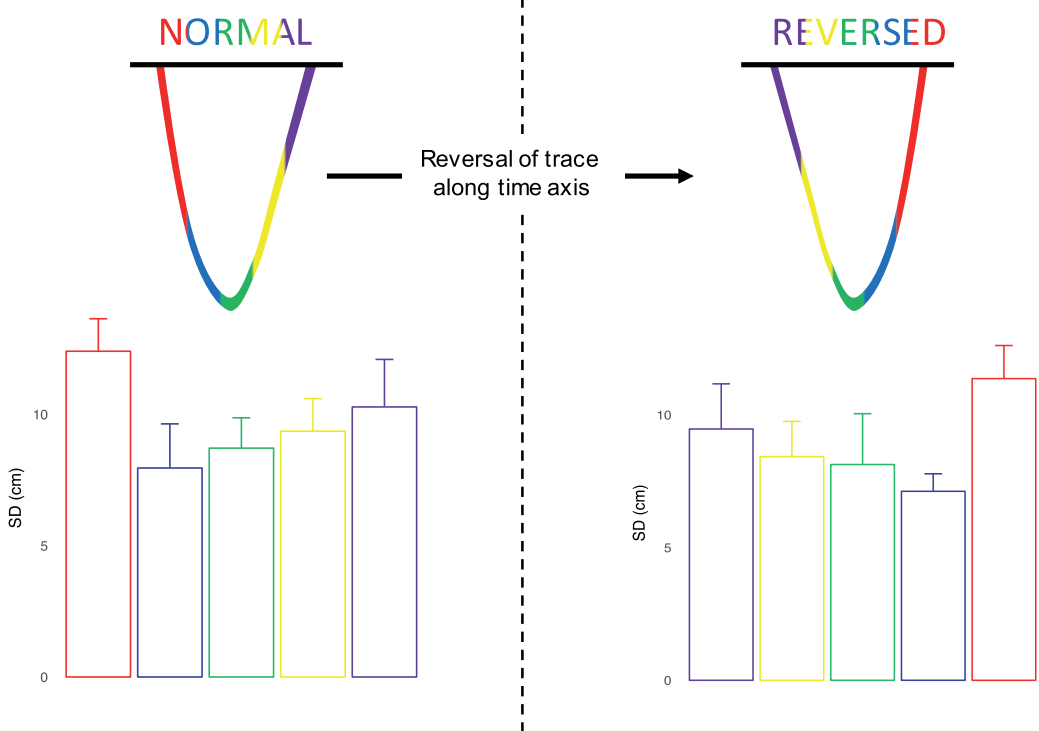 NORMAL
REVERSED
Reversal of trace
along time axis
10
5
0
SD (cm)
10
5
0
SD (cm)